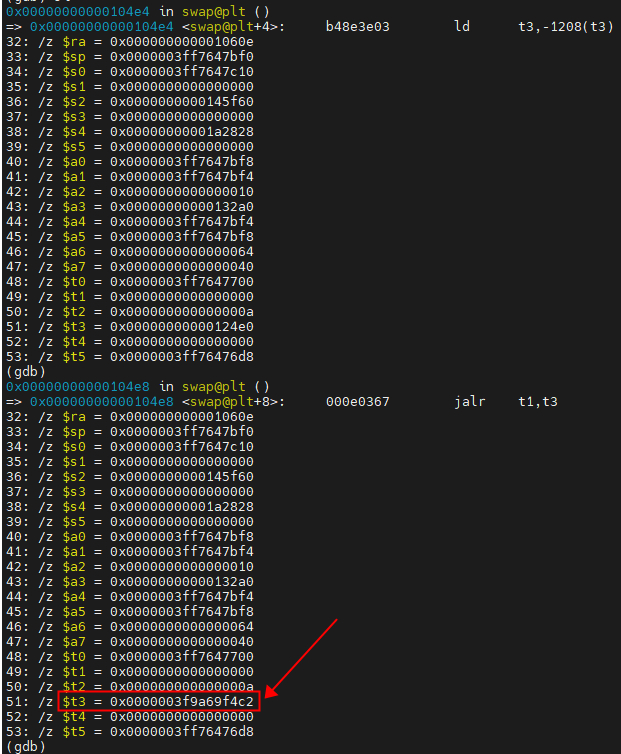 0x00000000000104e4 in swap@plt ()
=> 0x00000000000104e4 <swap@plt+4>: b48e3e03 ld t3,-1208(t3)
32: /z $ra = 0x000000000001060e
33: /z $sp = 0x0000003ff7647bf0
34: /z $s0 = 0x0000003ff7647c10
35: /z $s1 = 0x0000000000000000
36: /z $s2 = 0x0000000000145f60
37: /z $s3 = 0x0000000000000000
38: /z $s4 = 0x00000000001a2828
39: /z $s5 = 0x0000000000000000
40: /z $a0 = 0x0000003ff7647bf8
41: /z $a1 = 0x0000003ff7647bf4
42: /z $a2 = 0x0000000000000010
43: /z $a3 = 0x00000000000132a0
44: /z $a4 = 0x0000003ff7647bf4
45: /z $a5 = 0x0000003ff7647bf8
46: /z $a6 = 0x0000000000000064
47: /z $a7 = 0x0000000000000040
48: /z $t0 = 0x0000003ff7647700
49: /z $t1 = 0x0000000000000000
50: /z $t2 = 0x000000000000000a
51: /z $t3 = 0x00000000000124e0
52: /z $t4 = 0x0000000000000000
53: /z $t5 = 0x0000003ff76476d8
(gdb)
0x00000000000104e8 in swap@plt ()
=> 0x00000000000104e8 <swap@plt+8>: 000e0367 jalr t1,t3
32: /z $ra = 0x000000000001060e
33: /z $sp = 0x0000003ff7647bf0
34: /z $s0 = 0x0000003ff7647c10
35: /z $s1 = 0x0000000000000000
36: /z $s2 = 0x0000000000145f60
37: /z $s3 = 0x0000000000000000
38: /z $s4 = 0x00000000001a2828
39: /z $s5 = 0x0000000000000000
40: /z $a0 = 0x0000003ff7647bf8
41: /z $a1 = 0x0000003ff7647bf4
42: /z $a2 = 0x0000000000000010
43: /z $a3 = 0x00000000000132a0
44: /z $a4 = 0x0000003ff7647bf4
45: /z $a5 = 0x0000003ff7647bf8
46: /z $a6 = 0x0000000000000064
47: /z $a7 = 0x0000000000000040
48: /z $t0 = 0x0000003ff7647700
49: /z $t1 = 0x0000000000000000
50: /z $t2 = 0x000000000000000a
51: /z $t3 = 0x0000003f9a69f4c2
52: /z $t4 = 0x0000000000000000
53: /z $t5 = 0x0000003ff76476d8
(gdb)